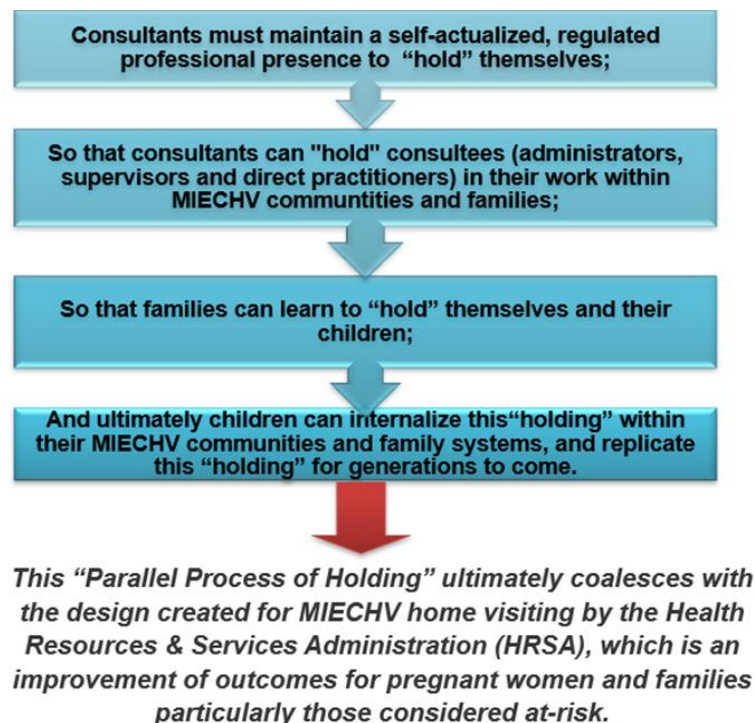 Consultants must maintain a self-actualized, regulated
professional presence to “hold” themselves;
So that consultants can "hold" consultees (administrators,
supervisors and direct practitioners) in their work within
MIECHV communtities and families;
So that families can learn to “hold” themselves and their
children;
And ultimately children can internalize this“holding” within
their MIECHV communities and family systems, and replicate
this “holding” for generations to come.
This “Parallel Process of Holding” ultimately coalesces with
the design created for MIECHV home visiting by the Health
Resources & Services Administration (HRSA), which is an
improvement of outcomes for pregnant women and families
particularly those considered at-risk.